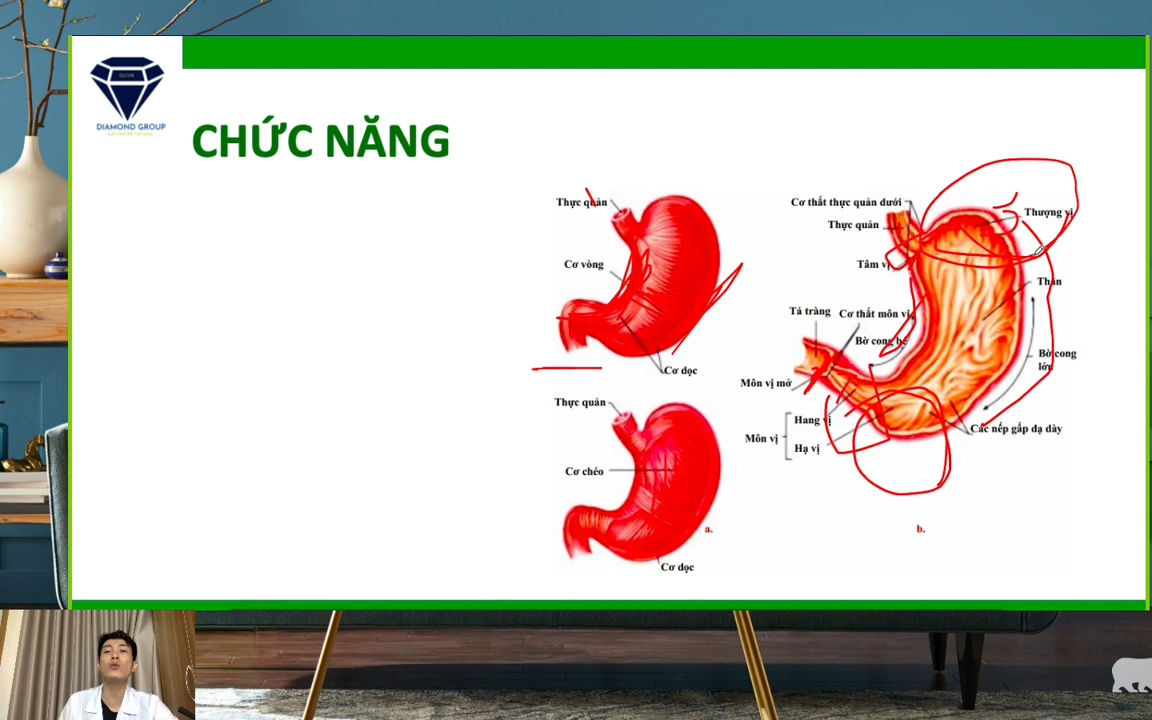 DIAMOND GROUP
CHỨC NĂNG
Thực quản
Cơ vòng
Cơ dọc
Thực quản
Cơ chéo
Cơ dọc
a.
Cơ thắt thực quản dưới
Thực quản
Thượng vị
Tâm vị
Thân
Tá tràng
Cơ thắt môn vị
Bờ cong bé
Bờ cong
lớn
Môn vị mở
Hang vị
Môn vị
Hạ vị
Các nếp gấp dạ dày
b.